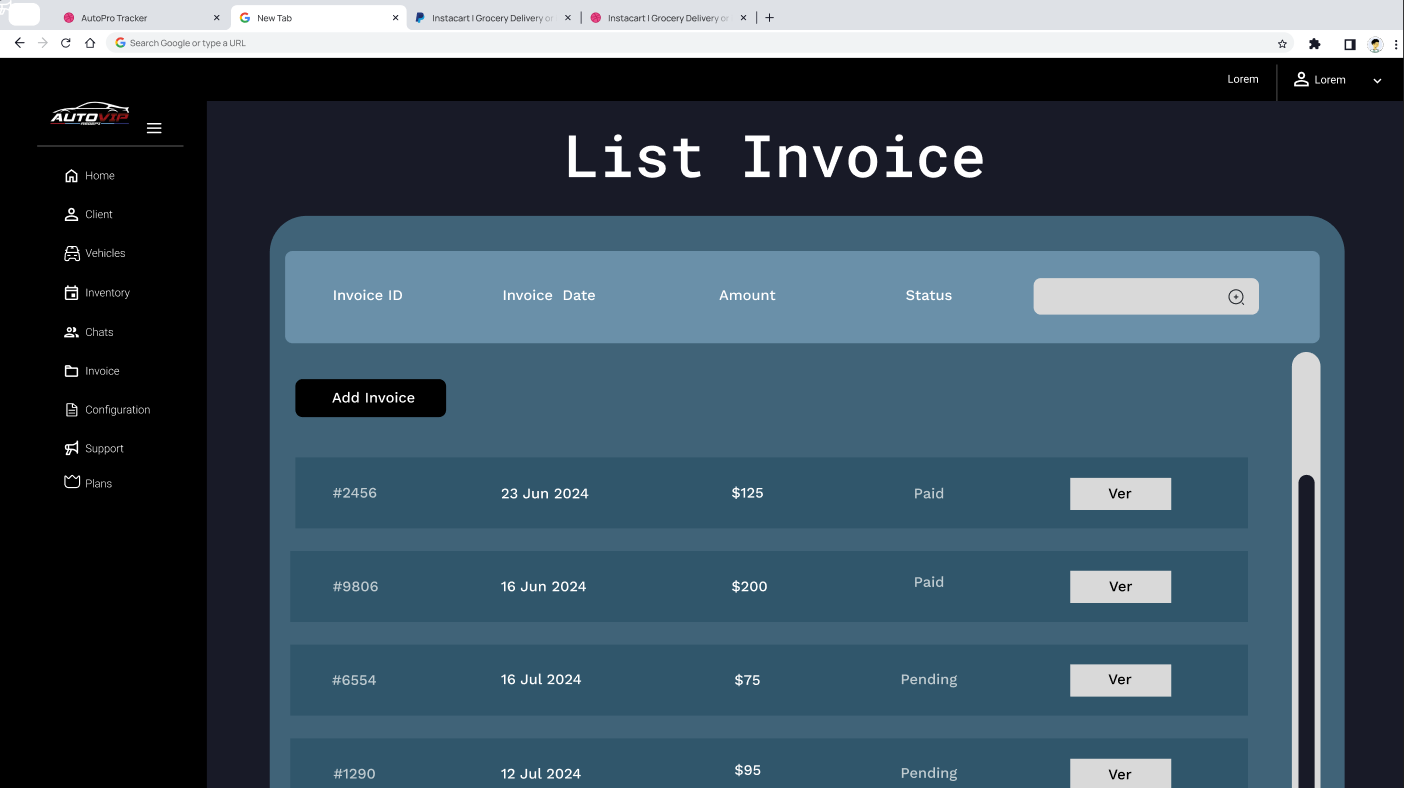 AutoPro Tracker
New Tab
Instacart | Grocery Delivery or
Instacart | Grocery Delivery or
Search Google or type a URL
Lorem
Lorem
AUTOVIP
List Invoice
Home
Client
Vehicles
Inventory
Chats
Invoice
Configuration
Support
Plans
Invoice ID Invoice Date Amount Status
Add Invoice
#2456 23 Jun 2024 $125 Paid Ver
#9806 16 Jun 2024 $200 Paid Ver
#6554 16 Jul 2024 $75 Pending Ver
#1290 12 Jul 2024 $95 Pending Ver